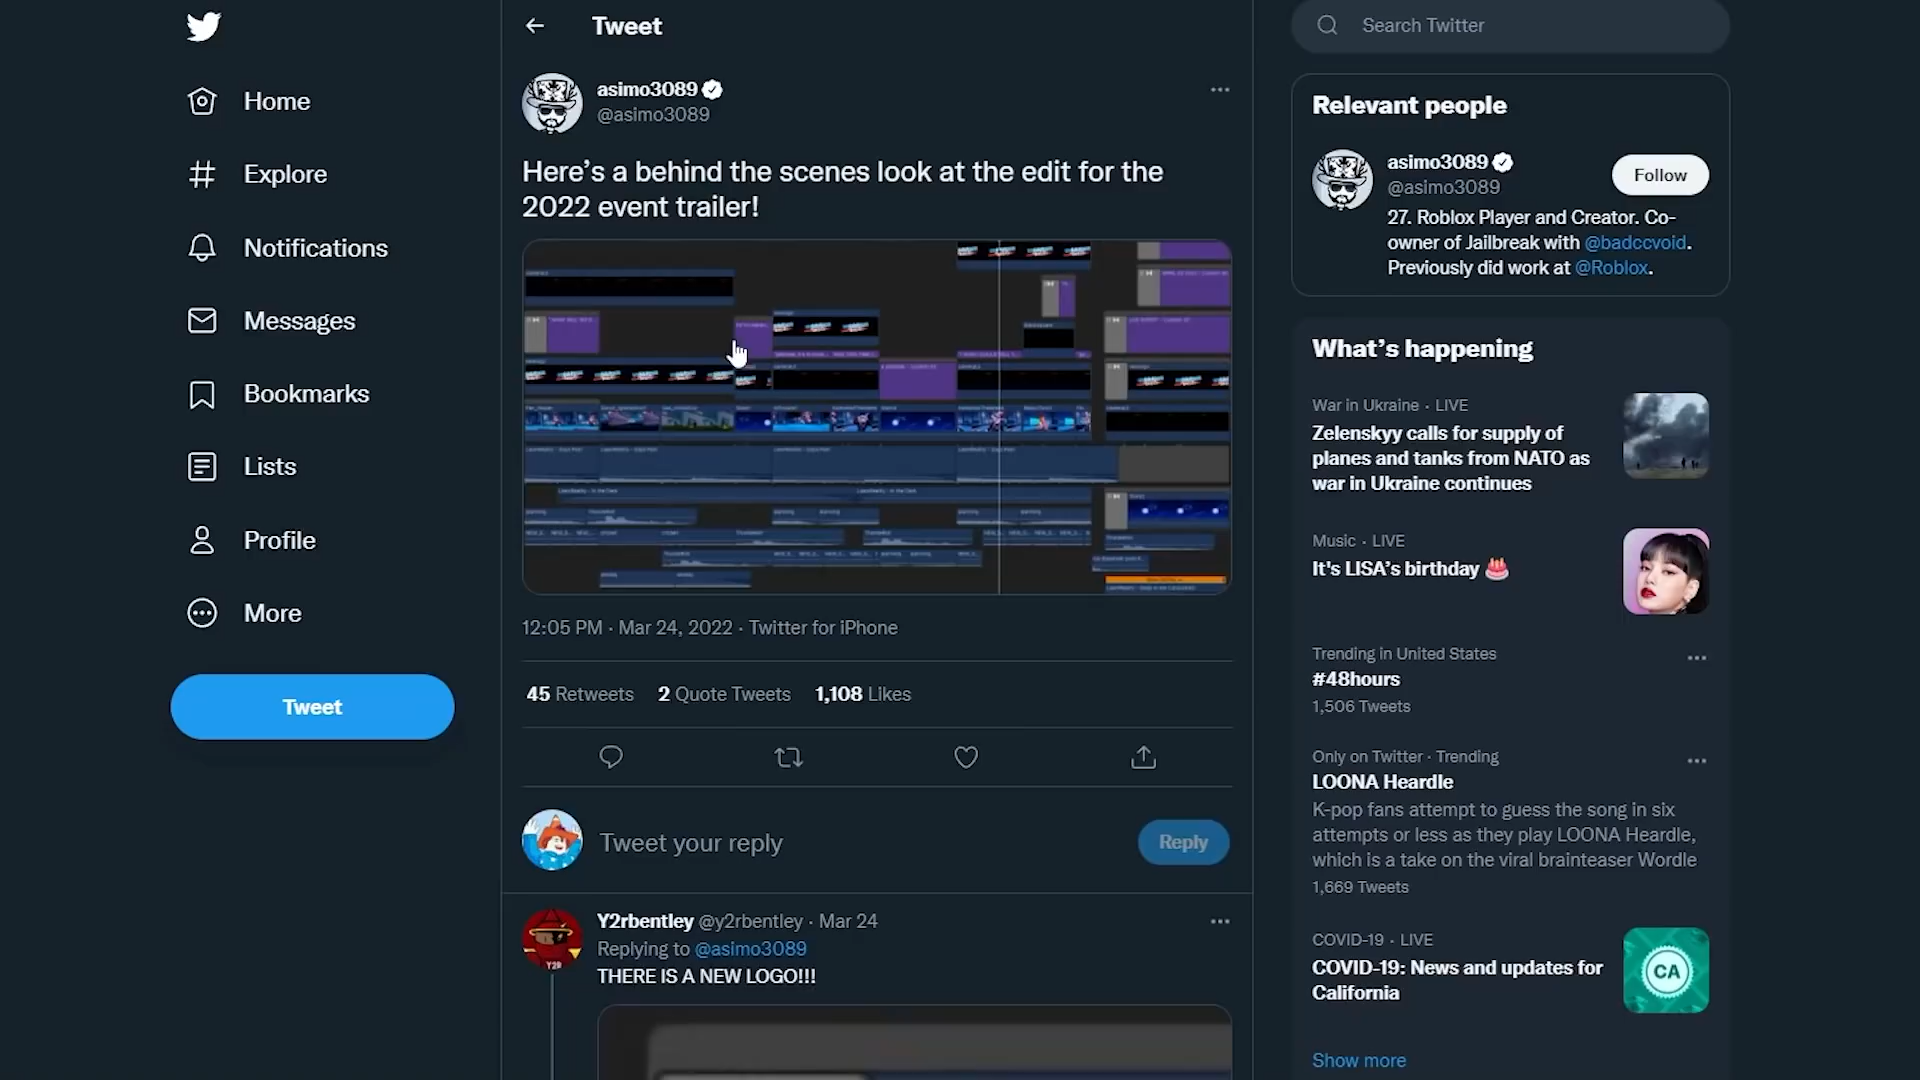 Home
Explore
Notifications
Messages
Bookmarks
Lists
Profile
More
Tweet
Tweet
asimo3089
@asimo3089
Here's a behind the scenes look at the edit for the
2022 event trailer!
12:05 PM · Mar 24, 2022 · Twitter for iPhone
45 Retweets 2 Quote Tweets 1,108 Likes
Tweet your reply
Reply
Y2rbentley @y2rbentley · Mar 24
Replying to @asimo3089
THERE IS A NEW LOGO!!!
Y2R
Search Twitter
Relevant people
asimo3089
@asimo3089
Follow
27. Roblox Player and Creator. Co-
owner of Jailbreak with @badccvoid.
Previously did work at @Roblox.
What's happening
War in Ukraine · LIVE
Zelenskyy calls for supply of
planes and tanks from NATO as
war in Ukraine continues
Music · LIVE
It's LISA's birthday 🎂
Trending in United States
#48hours
1,506 Tweets
Only on Twitter · Trending
LOONA Heardle
K-pop fans attempt to guess the song in six
attempts or less as they play LOONA Heardle,
which is a take on the viral brainteaser Wordle
1,669 Tweets
COVID-19 · LIVE
COVID-19: News and updates for
California
CA
Show more